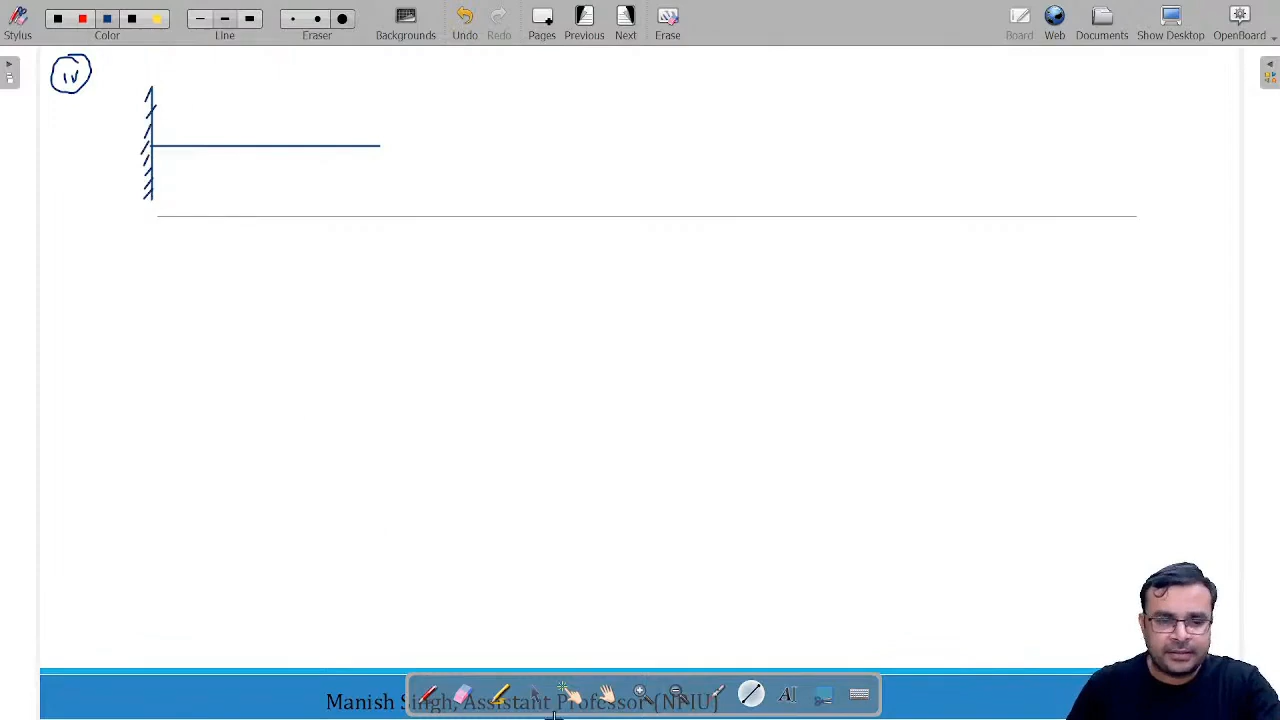 Stylus
Color
Line
Eraser
Backgrounds
Undo
Redo
Pages
Previous
Next
Erase
Board
Web
Documents
Show Desktop
OpenBoard
iv
Manish Singh, Assistant Professor (NPIU)